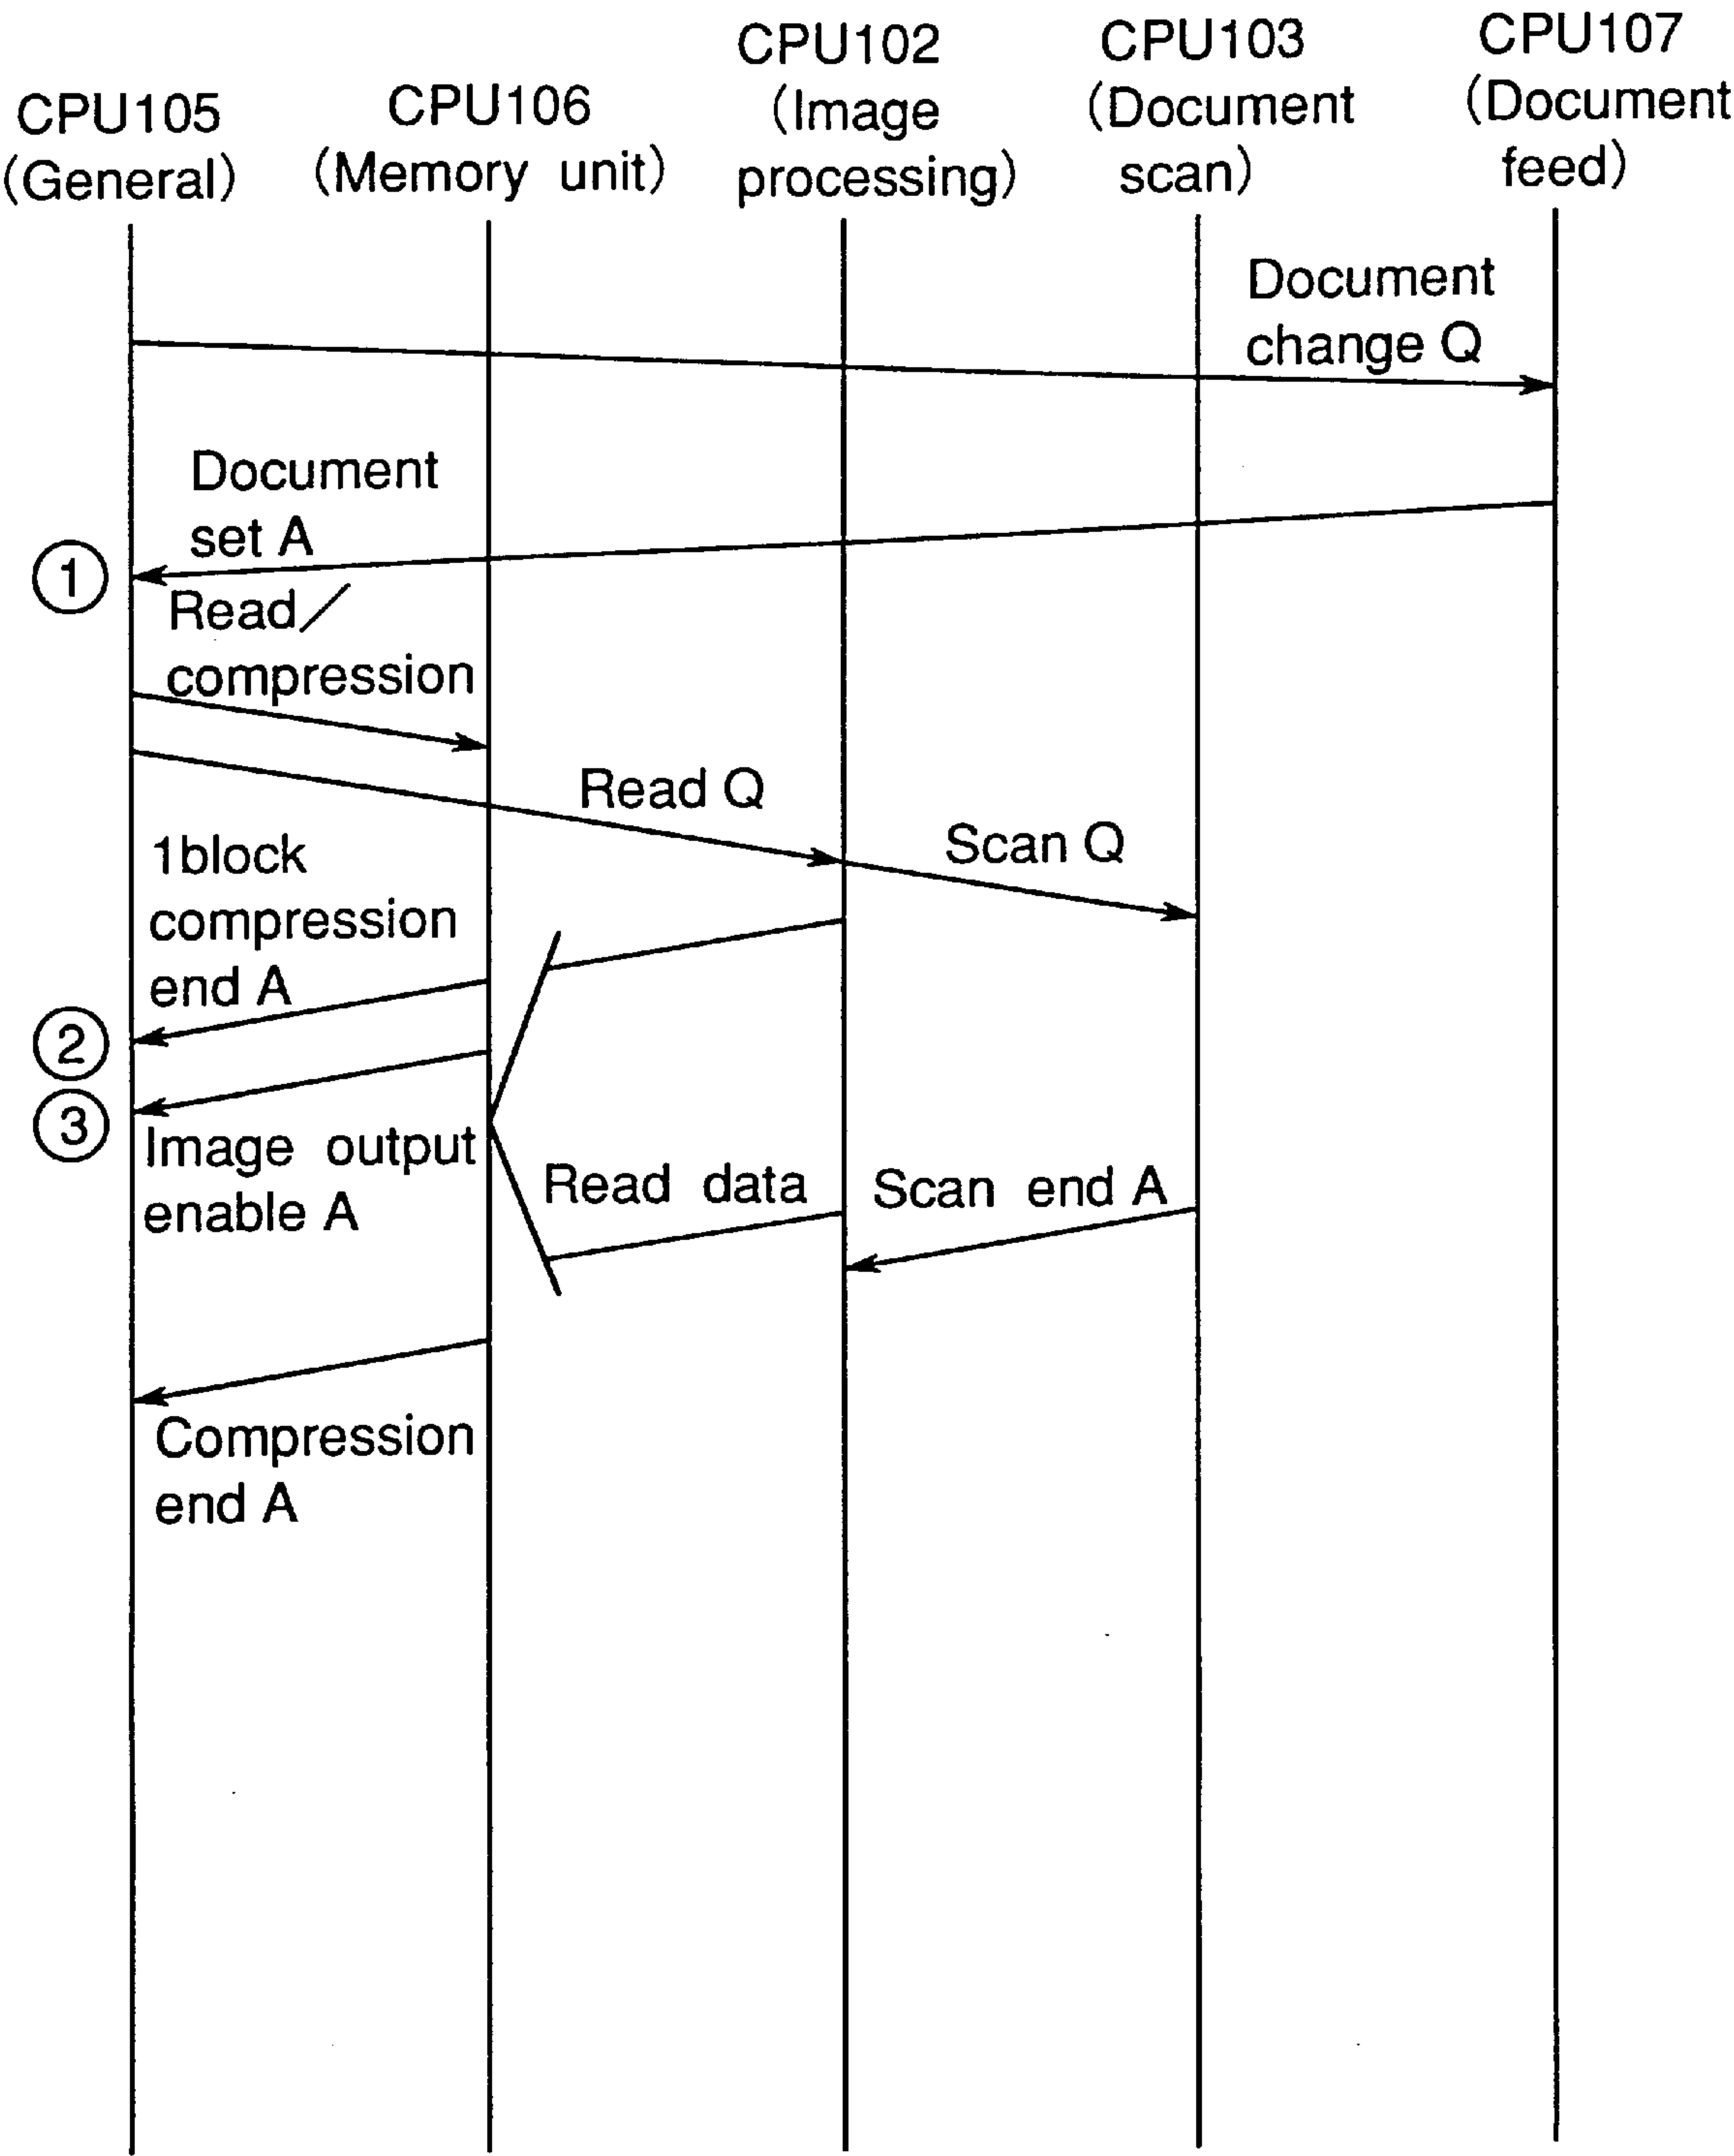 CPU105
(General)
CPU106
(Memory unit)
CPU102
(Image
processing)
CPU103
(Document
scan)
CPU107
(Document
feed)
Document
change Q
Document
set A
1
Read/
compression
Read Q
Scan Q
1block
compression
end A
2
3
Image output
enable A
Read data
Scan end A
Compression
end A